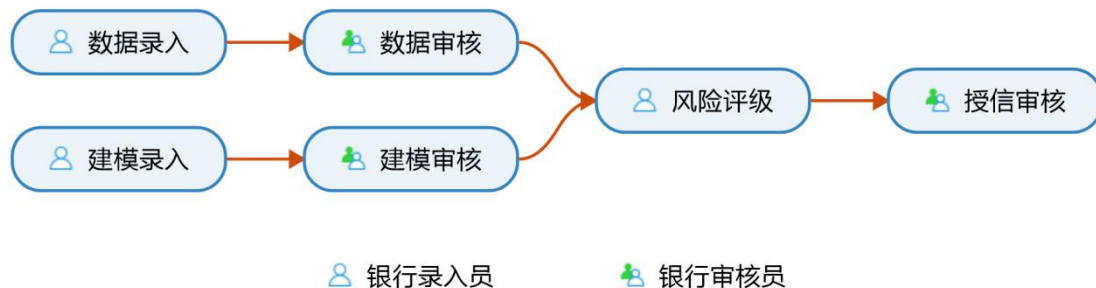 数据录入
数据审核
建模录入
建模审核
风险评级
授信审核
银行录入员
银行审核员